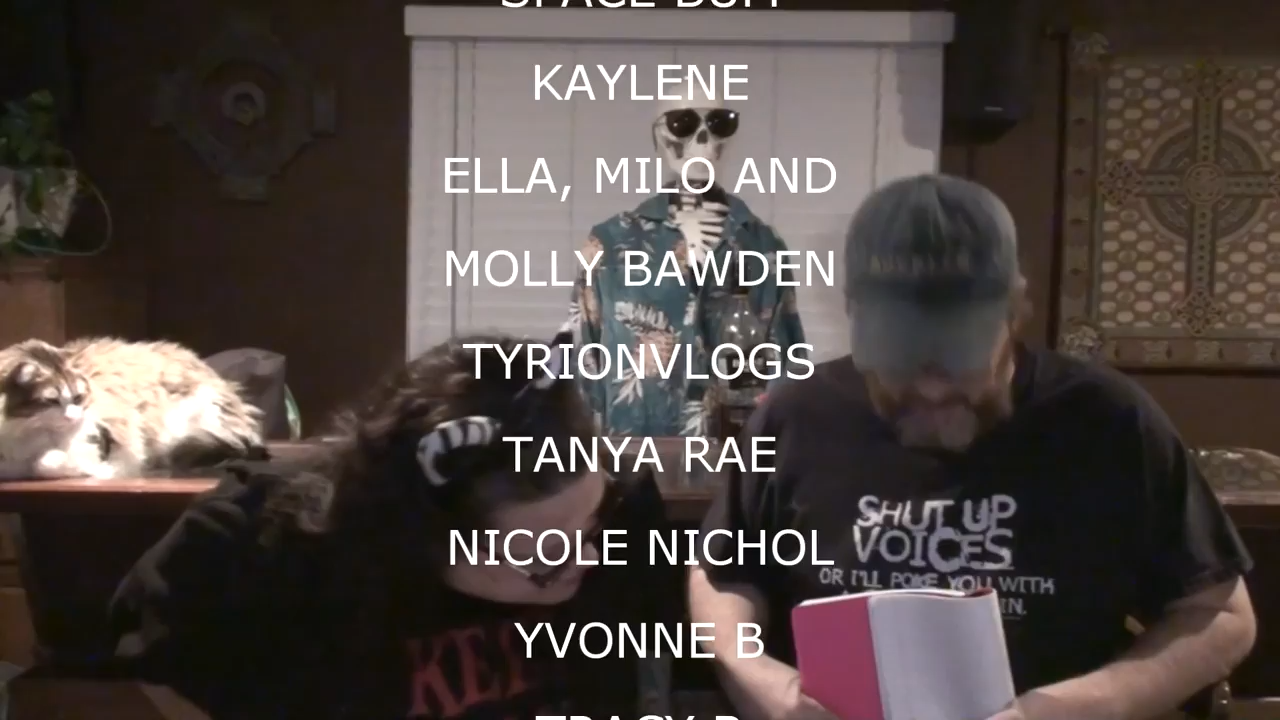 KAYLENE
ELLA, MILO AND
MOLLY BAWDEN
TYRIONVLOGS
TANYA RAE
NICOLE NICHOL
YVONNE B
SHUT UP
VOICES
OR I'LL POKE YOU WITH